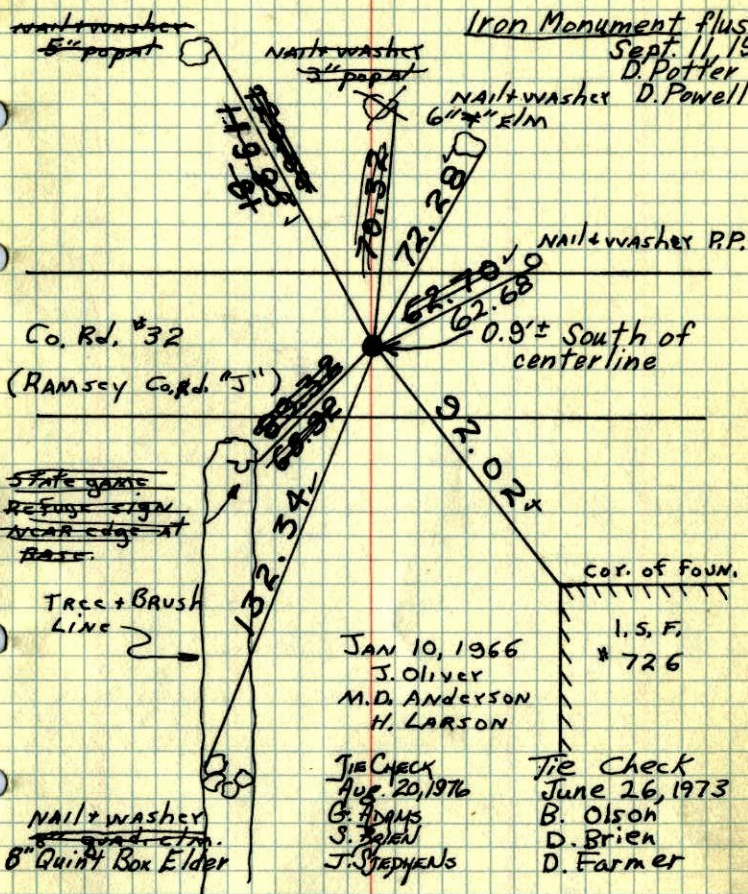 Iron Monument flus
Sept. 11, 19
D. Potter
D. Powell
NAil + washer
5" popal
NAil + washer
3" popal
NAil + washer
6" Elm
70.32
72.28
NAil + washer P.P.
62.70
62.68
Co. Rd. #32
(RAMSEY Co. Rd. "J")
0.9'± South of
centerline
92.02
132.34
STATE gAME
REFUGE SIGN
NEAR edge AT
BASE.
TREE + BRUSH
LINE
cor. of FOUN.
I.S.F.
# 726
JAN 10, 1966
J. Oliver
M.D. ANdersoN
H. LARSON
TIE CHECK
AUG. 20, 1976
G. ADAMS
S. BRIEN
J. STEPHENS
Tie Check
June 26, 1973
B. Olson
D. Brien
D. Farmer
NAIL + WASHER
8" Quint Box Elder